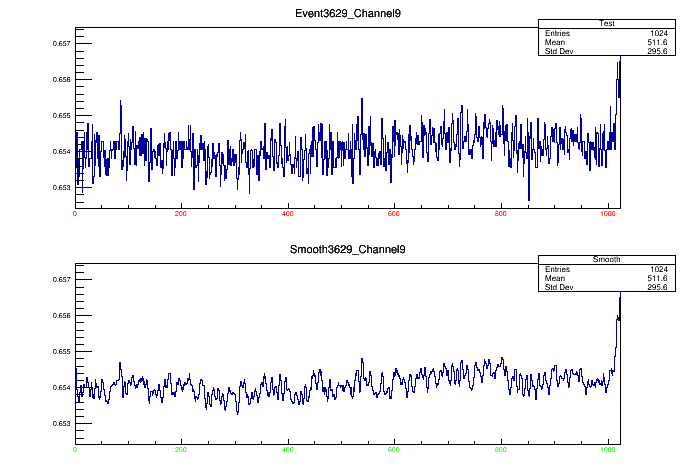 Event3629_Channel9
Test
Entries 1024
Mean 511.6
Std Dev 295.6
0.657
0.656
0.655
0.654
0.653
0 200 400 600 800 1000
Smooth3629_Channel9
Smooth
Entries 1024
Mean 511.6
Std Dev 295.6
0.657
0.656
0.655
0.654
0.653
0 200 400 600 800 1000